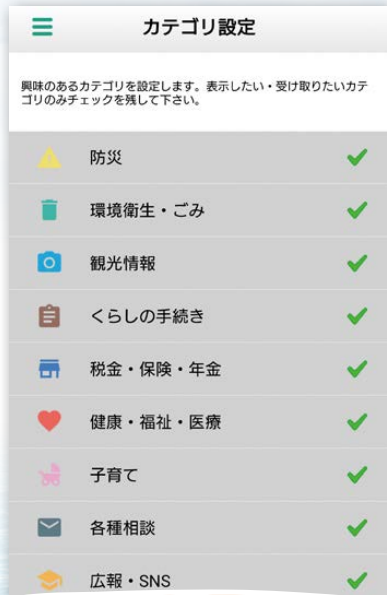 カテゴリ設定
興味のあるカテゴリを設定します。表示したい・受け取りたいカテ
ゴリのみチェックを残して下さい。
防災
環境衛生・ごみ
観光情報
くらしの手続き
税金・保険・年金
健康・福祉・医療
子育て
各種相談
広報・SNS